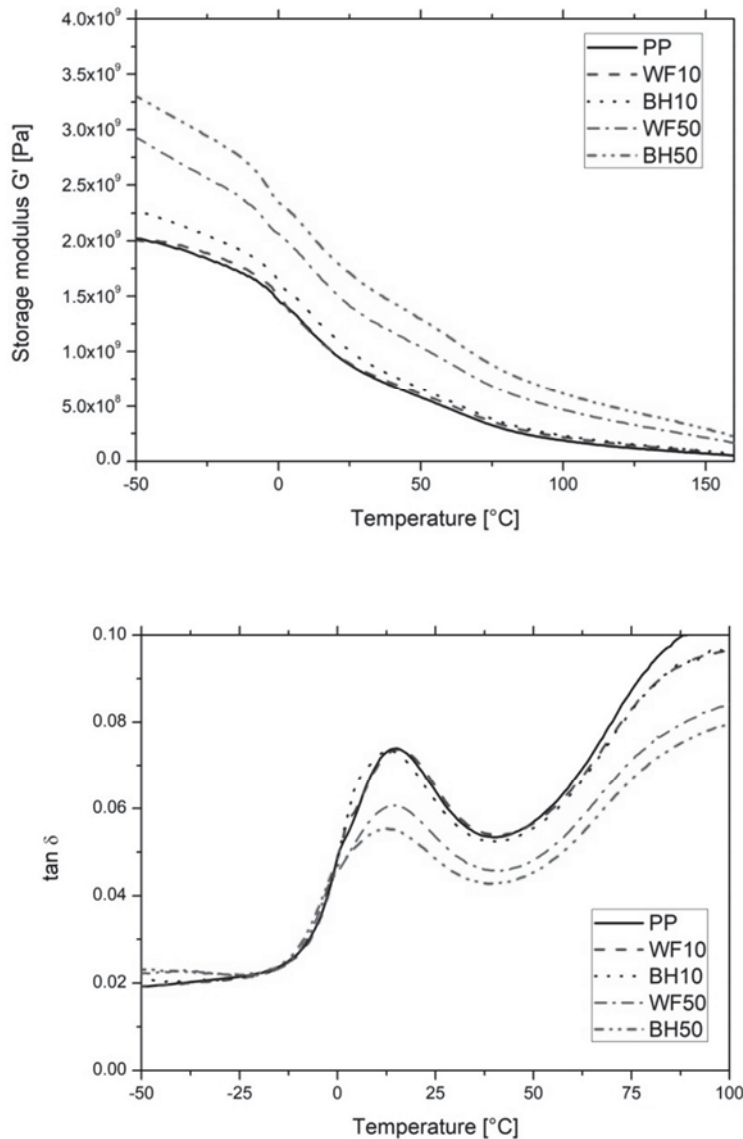 4.0x10⁹
3.5x10⁹
3.0x10⁹
2.5x10⁹
2.0x10⁹
1.5x10⁹
1.0x10⁹
5.0x10⁸
0.0
Storage modulus G' [Pa]
PP
WF10
BH10
WF50
BH50
-50 0 50 100 150
Temperature [°C]
0.10
0.08
0.06
0.04
0.02
0.00
tan δ
PP
WF10
BH10
WF50
BH50
-50 -25 0 25 50 75 100
Temperature [°C]